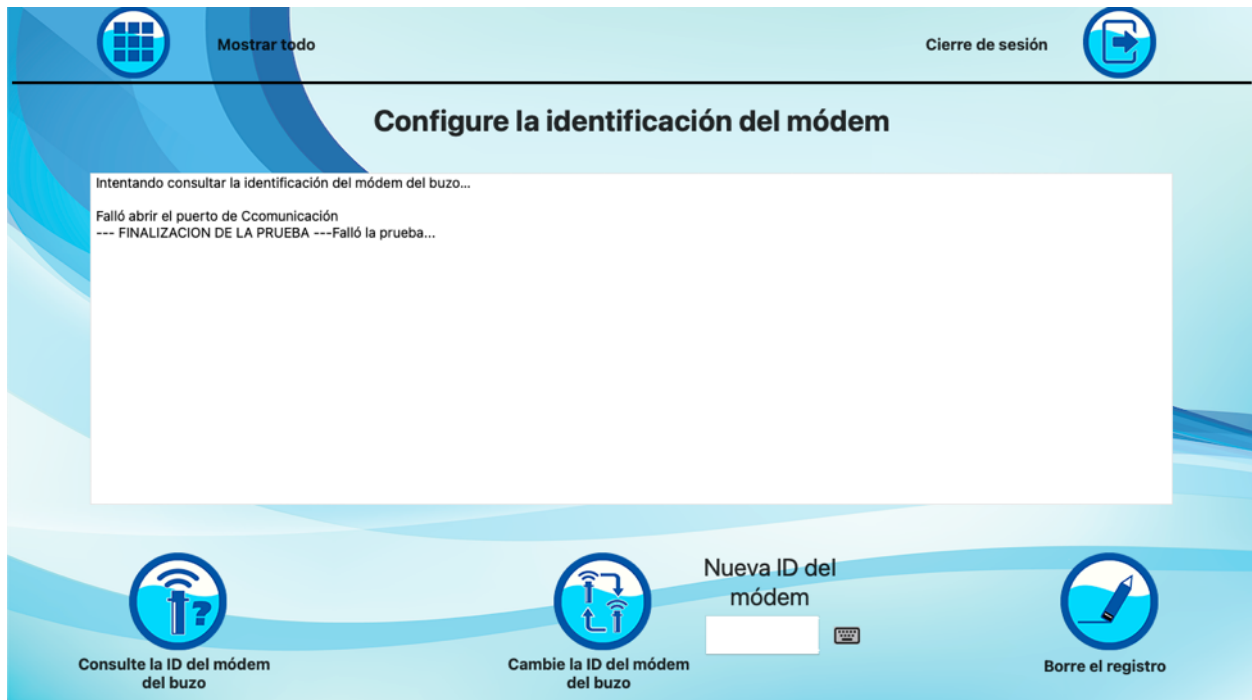 Mostrar todo
Cierre de sesión
Configure la identificación del módem
Intentando consultar la identificación del módem del buzo...
Falló abrir el puerto de Ccomunicación
--- FINALIZACION DE LA PRUEBA ---Falló la prueba...
Nueva ID del
módem
Consulte la ID del módem
del buzo
Cambie la ID del módem
del buzo
Borre el registro